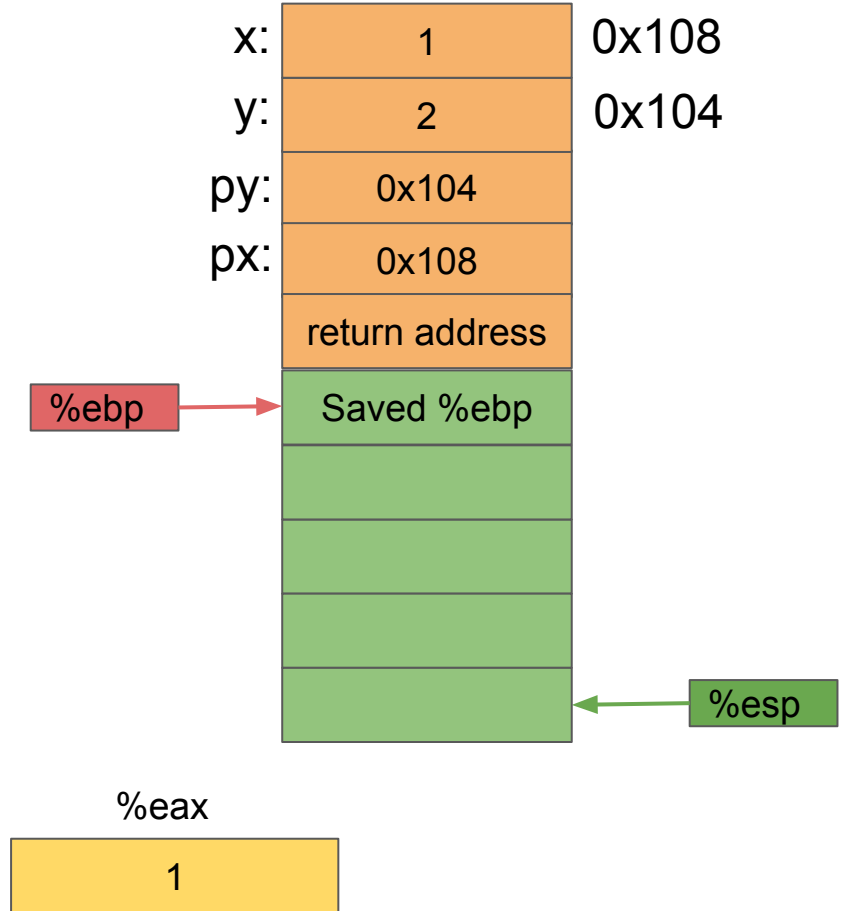 x: 1 0x108
y: 2 0x104
py: 0x104
px: 0x108
return address
%ebp Saved %ebp
%esp
%eax
1